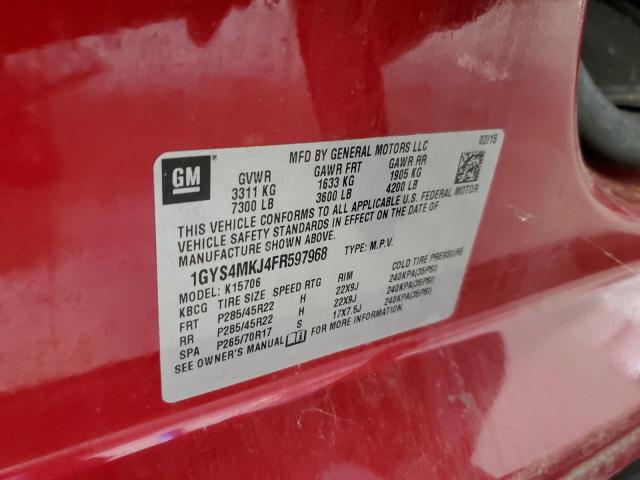 GM
MFD BY GENERAL MOTORS LLC 02/15
GVWR GAWR FRT GAWR RR
3311 KG 1633 KG 1905 KG
7300 LB 3600 LB 4200 LB
THIS VEHICLE CONFORMS TO ALL APPLICABLE U.S. FEDERAL MOTOR
VEHICLE SAFETY STANDARDS IN EFFECT ON THE DATE OF
MANUFACTURE SHOWN ABOVE.
1GYS4MKJ4FR597968 TYPE: M.P.V.
MODEL: K15706
KBCG TIRE SIZE SPEED RTG RIM COLD TIRE PRESSURE
FRT P285/45R22 H 22X9J 240KPA(35PSI)
RR P285/45R22 H 22X9J 240KPA(35PSI)
SPA P265/70R17 S 17X7.5J 240KPA(35PSI)
SEE OWNER'S MANUAL FOR MORE INFORMATION.